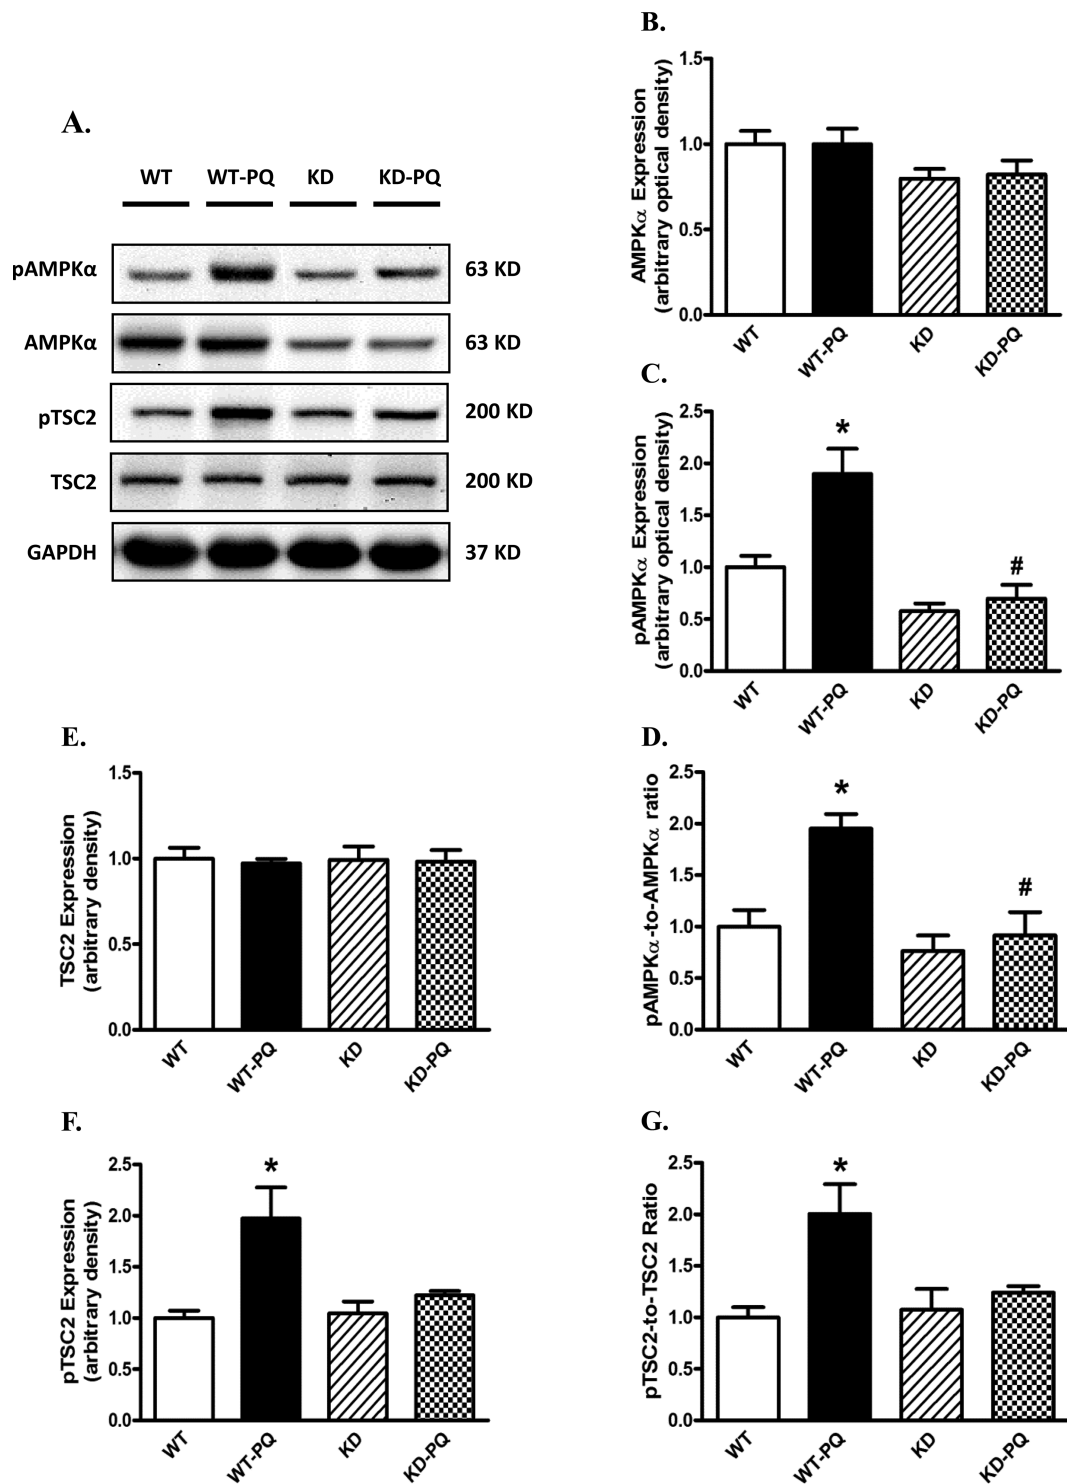 A.
WT WT-PQ KD KD-PQ
pAMPKα 63 KD
AMPKα 63 KD
pTSC2 200 KD
TSC2 200 KD
GAPDH 37 KD
B.
AMPKα Expression
(arbitrary optical density)
1.5
1.0
0.5
0.0
WT WT-PQ KD KD-PQ
C.
pAMPKα Expression
(arbitrary optical density)
2.5
2.0
1.5
1.0
0.5
0.0
*
#
WT WT-PQ KD KD-PQ
E.
TSC2 Expression
(arbitrary density)
1.5
1.0
0.5
0.0
WT WT-PQ KD KD-PQ
D.
pAMPKα-to-AMPKα ratio
2.5
2.0
1.5
1.0
0.5
0.0
*
#
WT WT-PQ KD KD-PQ
F.
pTSC2 Expression
(arbitrary density)
2.5
2.0
1.5
1.0
0.5
0.0
*
WT WT-PQ KD KD-PQ
G.
pTSC2-to-TSC2 Ratio
2.5
2.0
1.5
1.0
0.5
0.0
*
WT WT-PQ KD KD-PQ